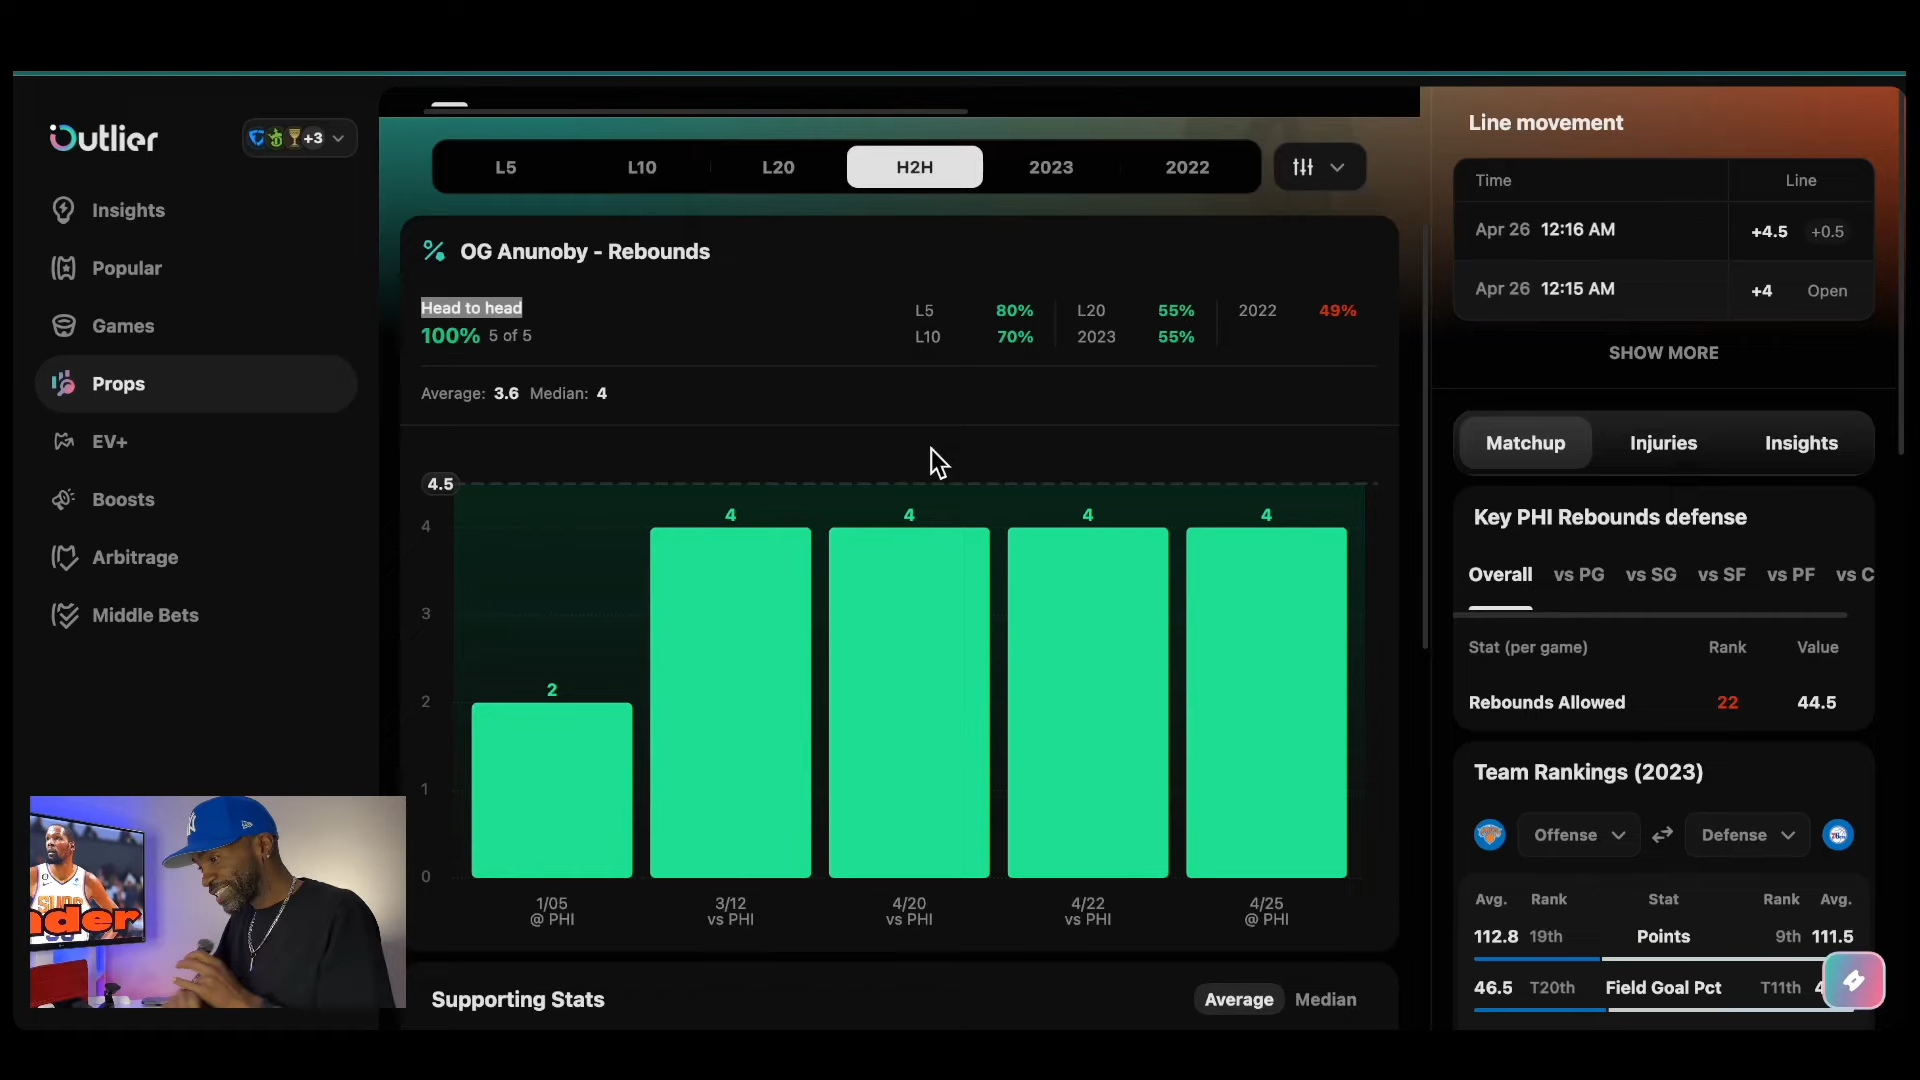 Outlier
+3
Insights
Popular
Games
Props
EV+
Boosts
Arbitrage
Middle Bets
L5 L10 L20 H2H 2023 2022
OG Anunoby - Rebounds
Head to head
100% 5 of 5
L5 80% L20 55% 2022 49%
L10 70% 2023 55%
Average: 3.6 Median: 4
4.5
4
3
2
1
0
2 4 4 4 4
1/05 3/12 4/20 4/22 4/25
@ PHI vs PHI vs PHI vs PHI @ PHI
Supporting Stats
Average Median
Line movement
Time Line
Apr 26 12:16 AM +4.5 +0.5
Apr 26 12:15 AM +4 Open
SHOW MORE
Matchup Injuries Insights
Key PHI Rebounds defense
Overall vs PG vs SG vs SF vs PF vs C
Stat (per game) Rank Value
Rebounds Allowed 22 44.5
Team Rankings (2023)
Offense Defense
Avg. Rank Stat Rank Avg.
112.8 19th Points 9th 111.5
46.5 T20th Field Goal Pct T11th
SUNS
nder